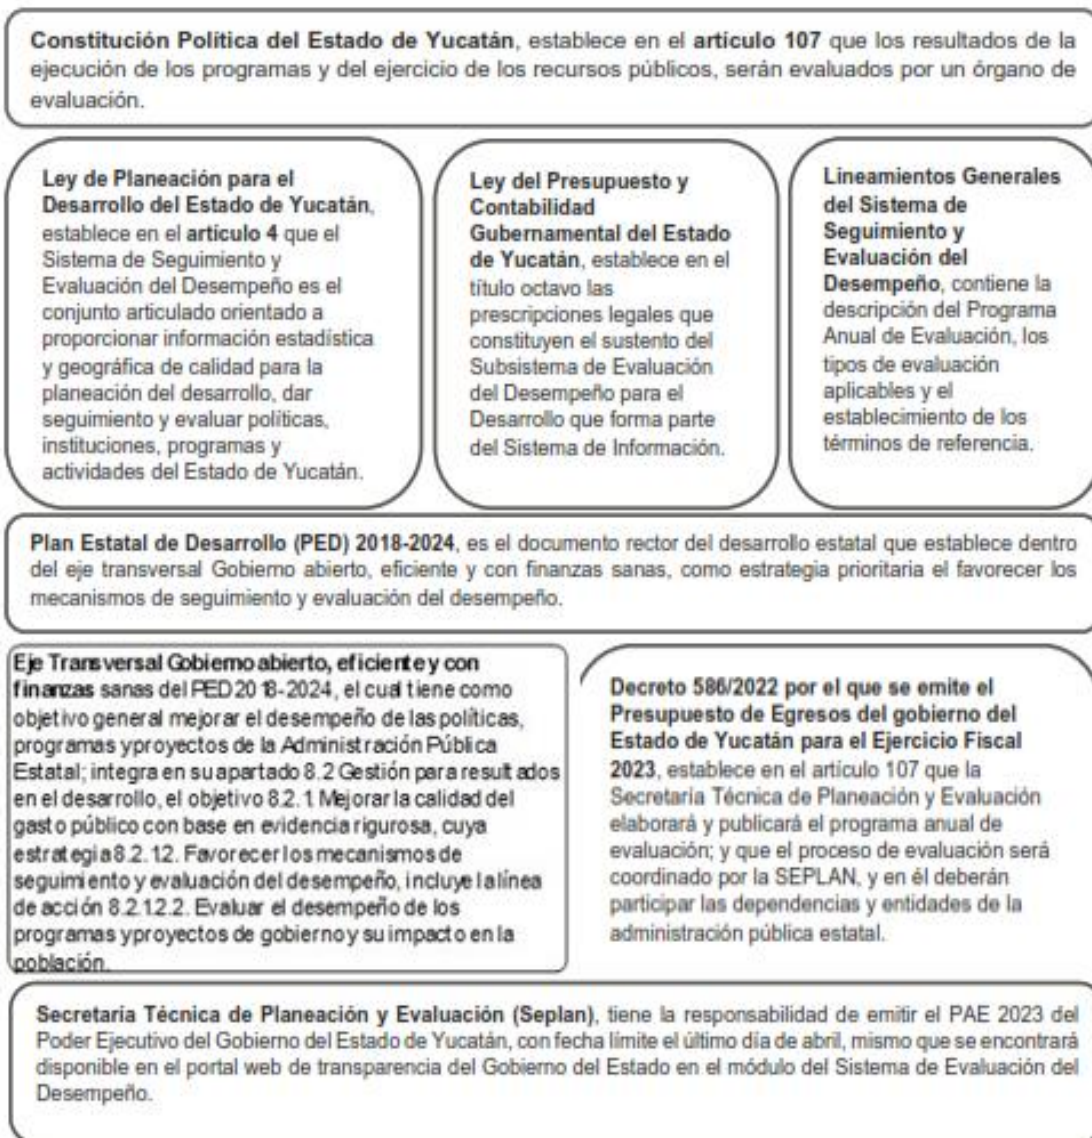 Constitución Política del Estado de Yucatán, establece en el artículo 107 que los resultados de la
ejecución de los programas y del ejercicio de los recursos públicos, serán evaluados por un órgano de
evaluación.
Ley de Planeación para el
Desarrollo del Estado de Yucatán,
establece en el artículo 4 que el
Sistema de Seguimiento y
Evaluación del Desempeño es el
conjunto articulado orientado a
proporcionar información estadística
y geográfica de calidad para la
planeación del desarrollo, dar
seguimiento y evaluar políticas,
instituciones, programas y
actividades del Estado de Yucatán.
Ley del Presupuesto y
Contabilidad
Gubernamental del Estado
de Yucatán, establece en el
título octavo las
prescripciones legales que
constituyen el sustento del
Subsistema de Evaluación
del Desempeño para el
Desarrollo que forma parte
del Sistema de Información.
Lineamientos Generales
del Sistema de
Seguimiento y
Evaluación del
Desempeño, contiene la
descripción del Programa
Anual de Evaluación, los
tipos de evaluación
aplicables y el
establecimiento de los
términos de referencia.
Plan Estatal de Desarrollo (PED) 2018-2024, es el documento rector del desarrollo estatal que establece dentro
del eje transversal Gobierno abierto, eficiente y con finanzas sanas, como estrategia prioritaria el favorecer los
mecanismos de seguimiento y evaluación del desempeño.
Eje Transversal Gobierno abierto, eficiente y con
finanzas sanas del PED 2018-2024, el cual tiene como
objetivo general mejorar el desempeño de las políticas,
programas y proyectos de la Administración Pública
Estatal; integra en su apartado 8.2 Gestión para resultados
en el desarrollo, el objetivo 8.2.1. Mejorar la calidad del
gasto público con base en evidencia rigurosa, cuya
estrategia 8.2.1.2. Favorecer los mecanismos de
seguimiento y evaluación del desempeño, incluye la línea
de acción 8.2.1.2.2. Evaluar el desempeño de los
programas y proyectos de gobierno y su impacto en la
población.
Decreto 586/2022 por el que se emite el
Presupuesto de Egresos del gobierno del
Estado de Yucatán para el Ejercicio Fiscal
2023, establece en el artículo 107 que la
Secretaría Técnica de Planeación y Evaluación
elaborará y publicará el programa anual de
evaluación; y que el proceso de evaluación será
coordinado por la SEPLAN, y en él deberán
participar las dependencias y entidades de la
administración pública estatal.
Secretaría Técnica de Planeación y Evaluación (Seplan), tiene la responsabilidad de emitir el PAE 2023 del
Poder Ejecutivo del Gobierno del Estado de Yucatán, con fecha límite el último día de abril, mismo que se encontrará
disponible en el portal web de transparencia del Gobierno del Estado en el módulo del Sistema de Evaluación del
Desempeño.